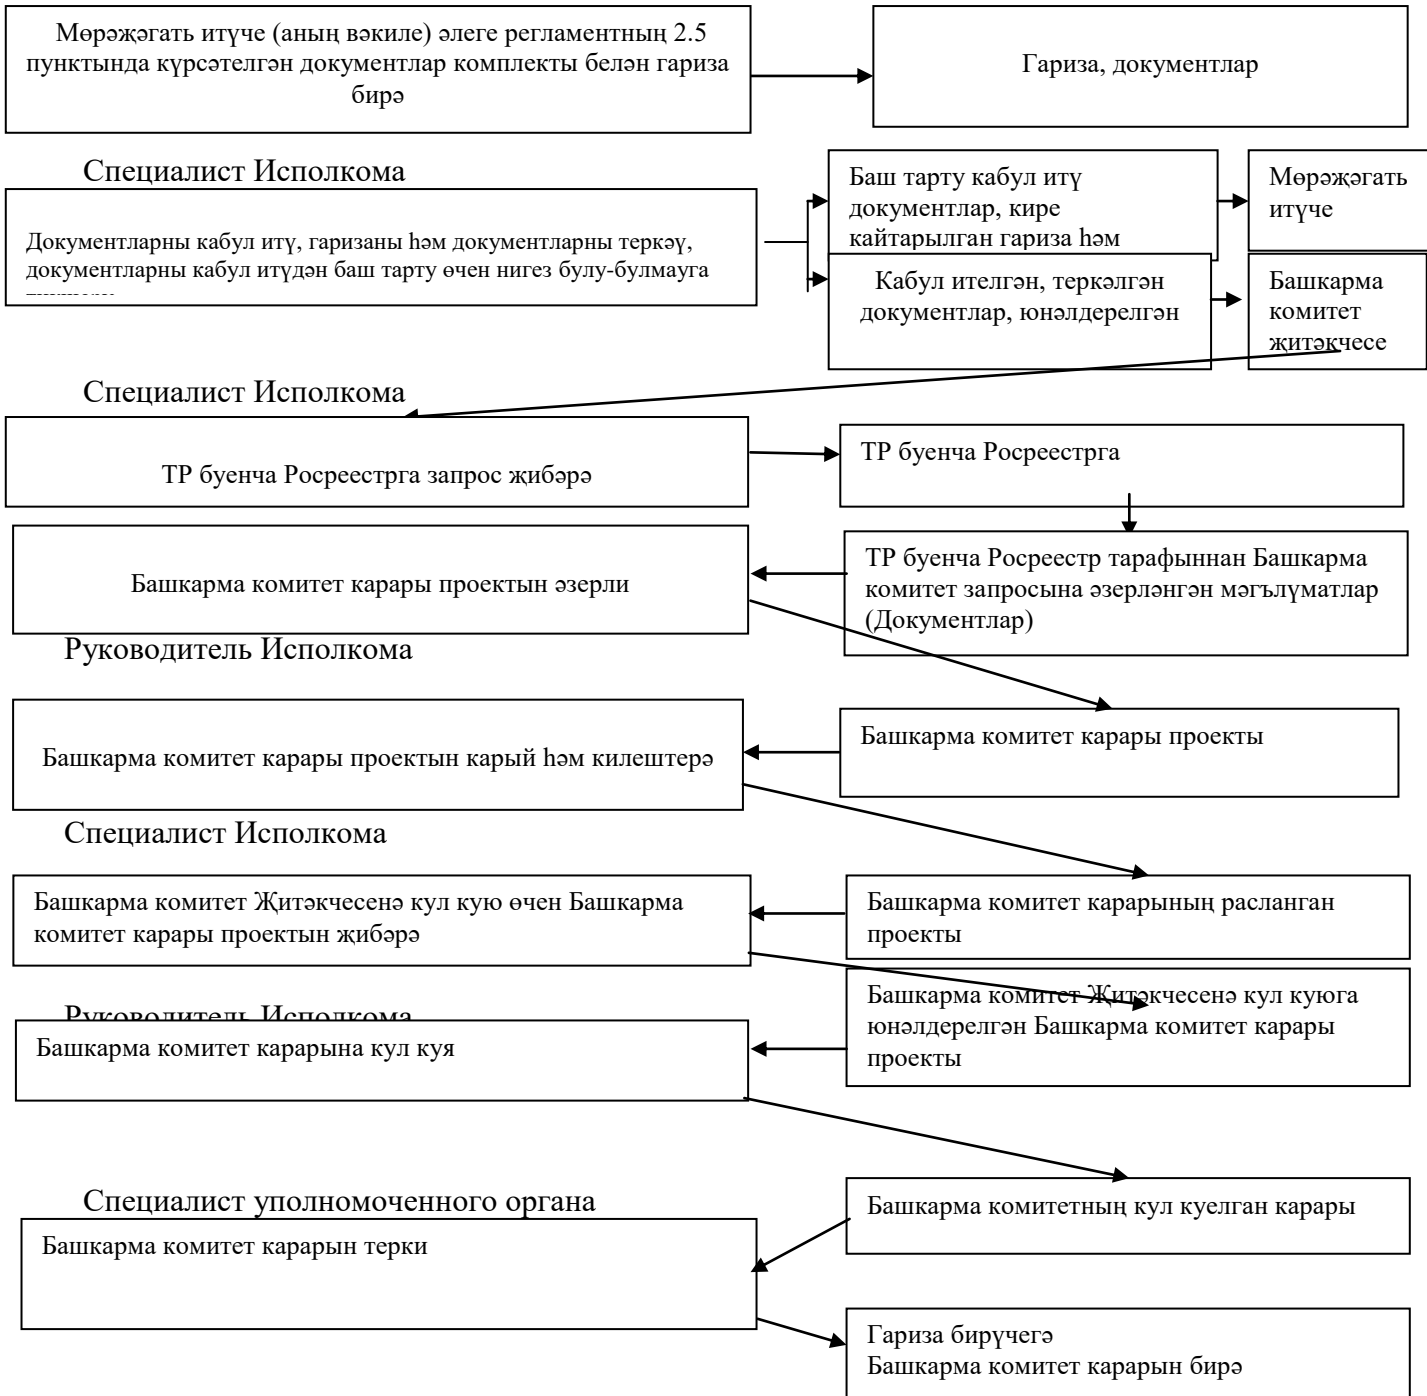 Мөрәҗәгать итүче (аның вәкиле) әлеге регламентның 2.5
пунктында күрсәтелгән документлар комплекты белән гариза
бирә
Гариза, документлар
Специалист Исполкома
Документларны кабул итү, гаризаны һәм документларны теркәү,
документларны кабул итүдән баш тарту өчен нигез булу-булмауга
Баш тарту кабул итү
документлар, кире
кайтарылган гариза һәм
Мөрәҗәгать
итүче
Кабул ителгән, теркәлгән
документлар, юнәлдерелгән
Башкарма
комитет
җитәкчесе
Специалист Исполкома
ТР буенча Росреестрга запрос җибәрә
ТР буенча Росреестрга
Башкарма комитет карары проектын әзерли
ТР буенча Росреестр тарафыннан Башкарма
комитет запросына әзерләнгән мәгълүматлар
(Документлар)
Руководитель Исполкома
Башкарма комитет карары проектын карый һәм килештерә
Башкарма комитет карары проекты
Специалист Исполкома
Башкарма комитет Җитәкчесенә кул кую өчен Башкарма
комитет карары проектын җибәрә
Башкарма комитет карарының расланган
проекты
Руководитель Исполкома
Башкарма комитет Җитәкчесенә кул куюга
юнәлдерелгән Башкарма комитет карары
проекты
Башкарма комитет карарына кул куя
Специалист уполномоченного органа
Башкарма комитетның кул куелган карары
Башкарма комитет карарын терки
Гариза бирүчегә
Башкарма комитет карарын бирә